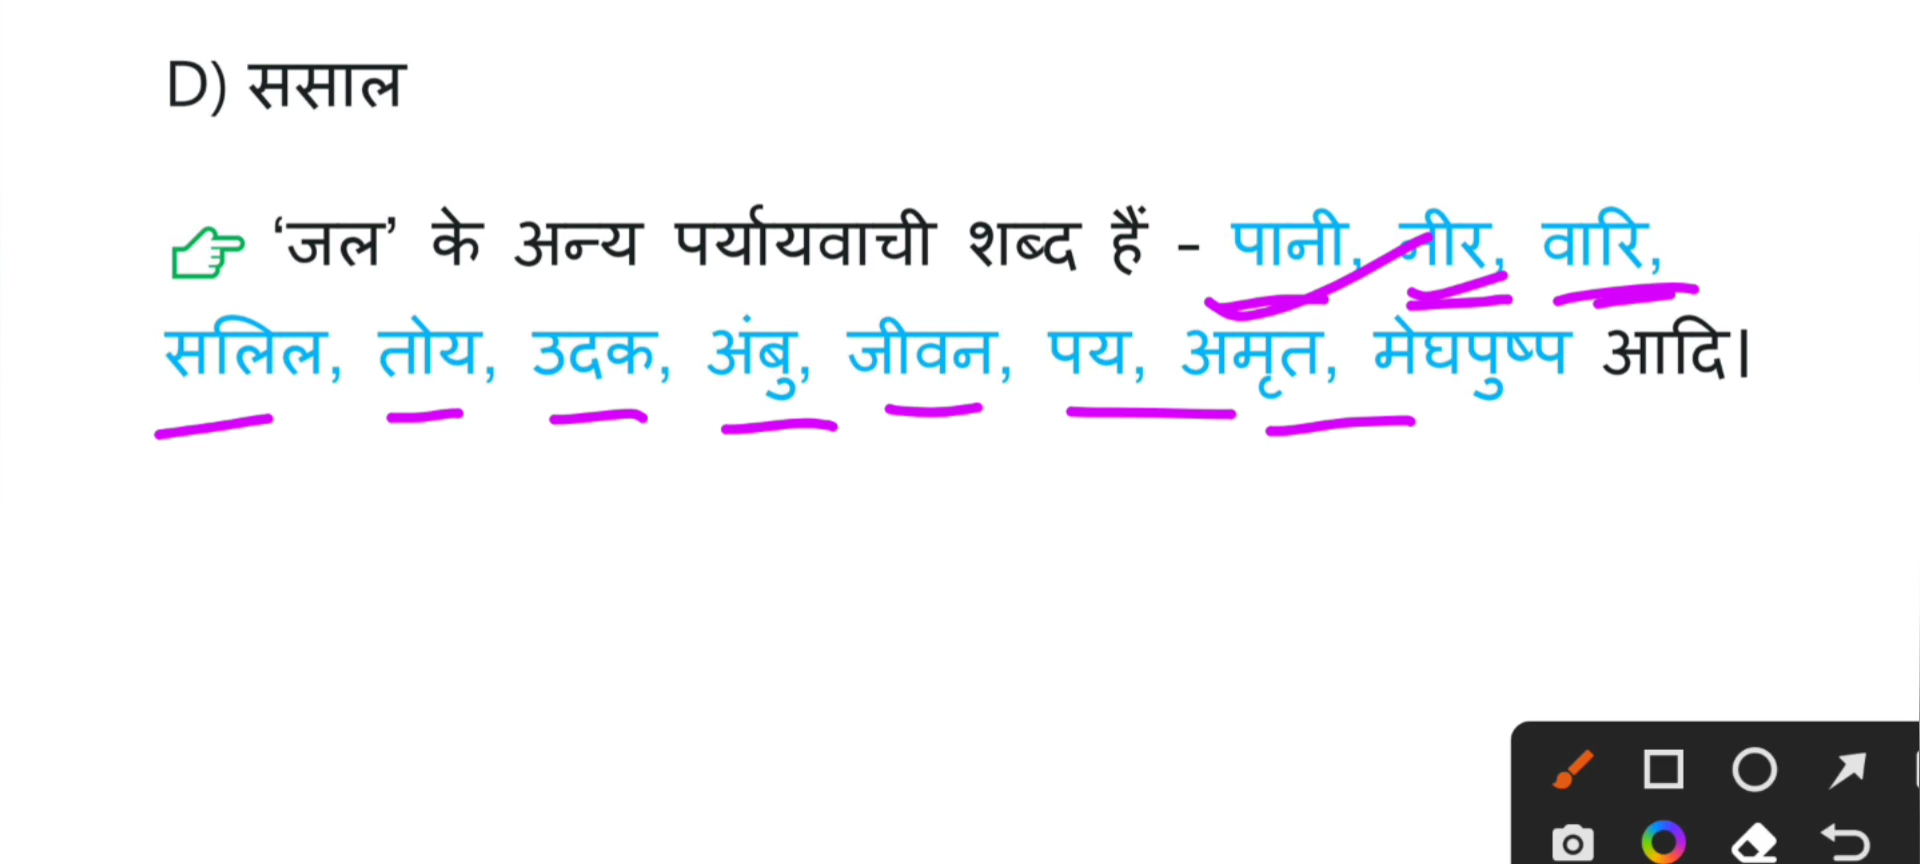 D) ससाल
‘जल’ के अन्य पर्यायवाची शब्द हैं - पानी, नीर, वारि,
सलिल, तोय, उदक, अंबु, जीवन, पय, अमृत, मेघपुष्प आदि।